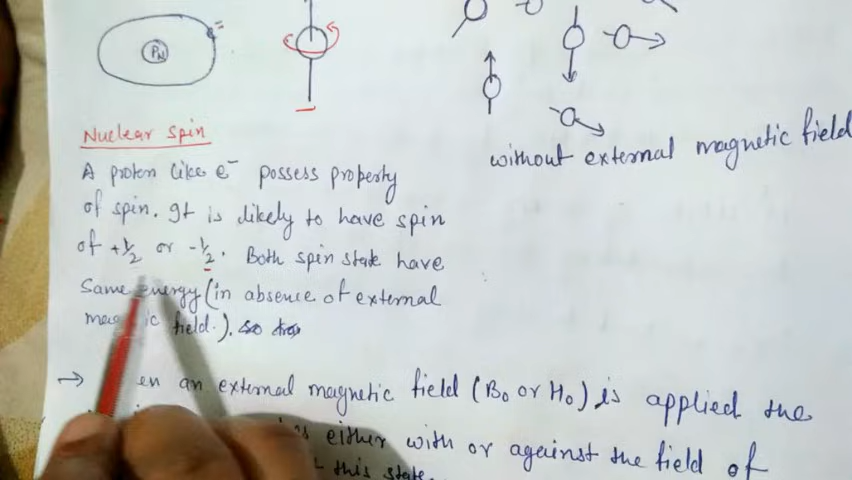 PN
Nuclear spin
A proton like e⁻ possess property
of spin. It is likely to have spin
of +1/2 or -1/2. Both spin state have
Same energy (in absence of external
field.). so
without external magnetic field
→ an external magnetic field (B₀ or H₀) is applied the
either with or against the field of
this state.